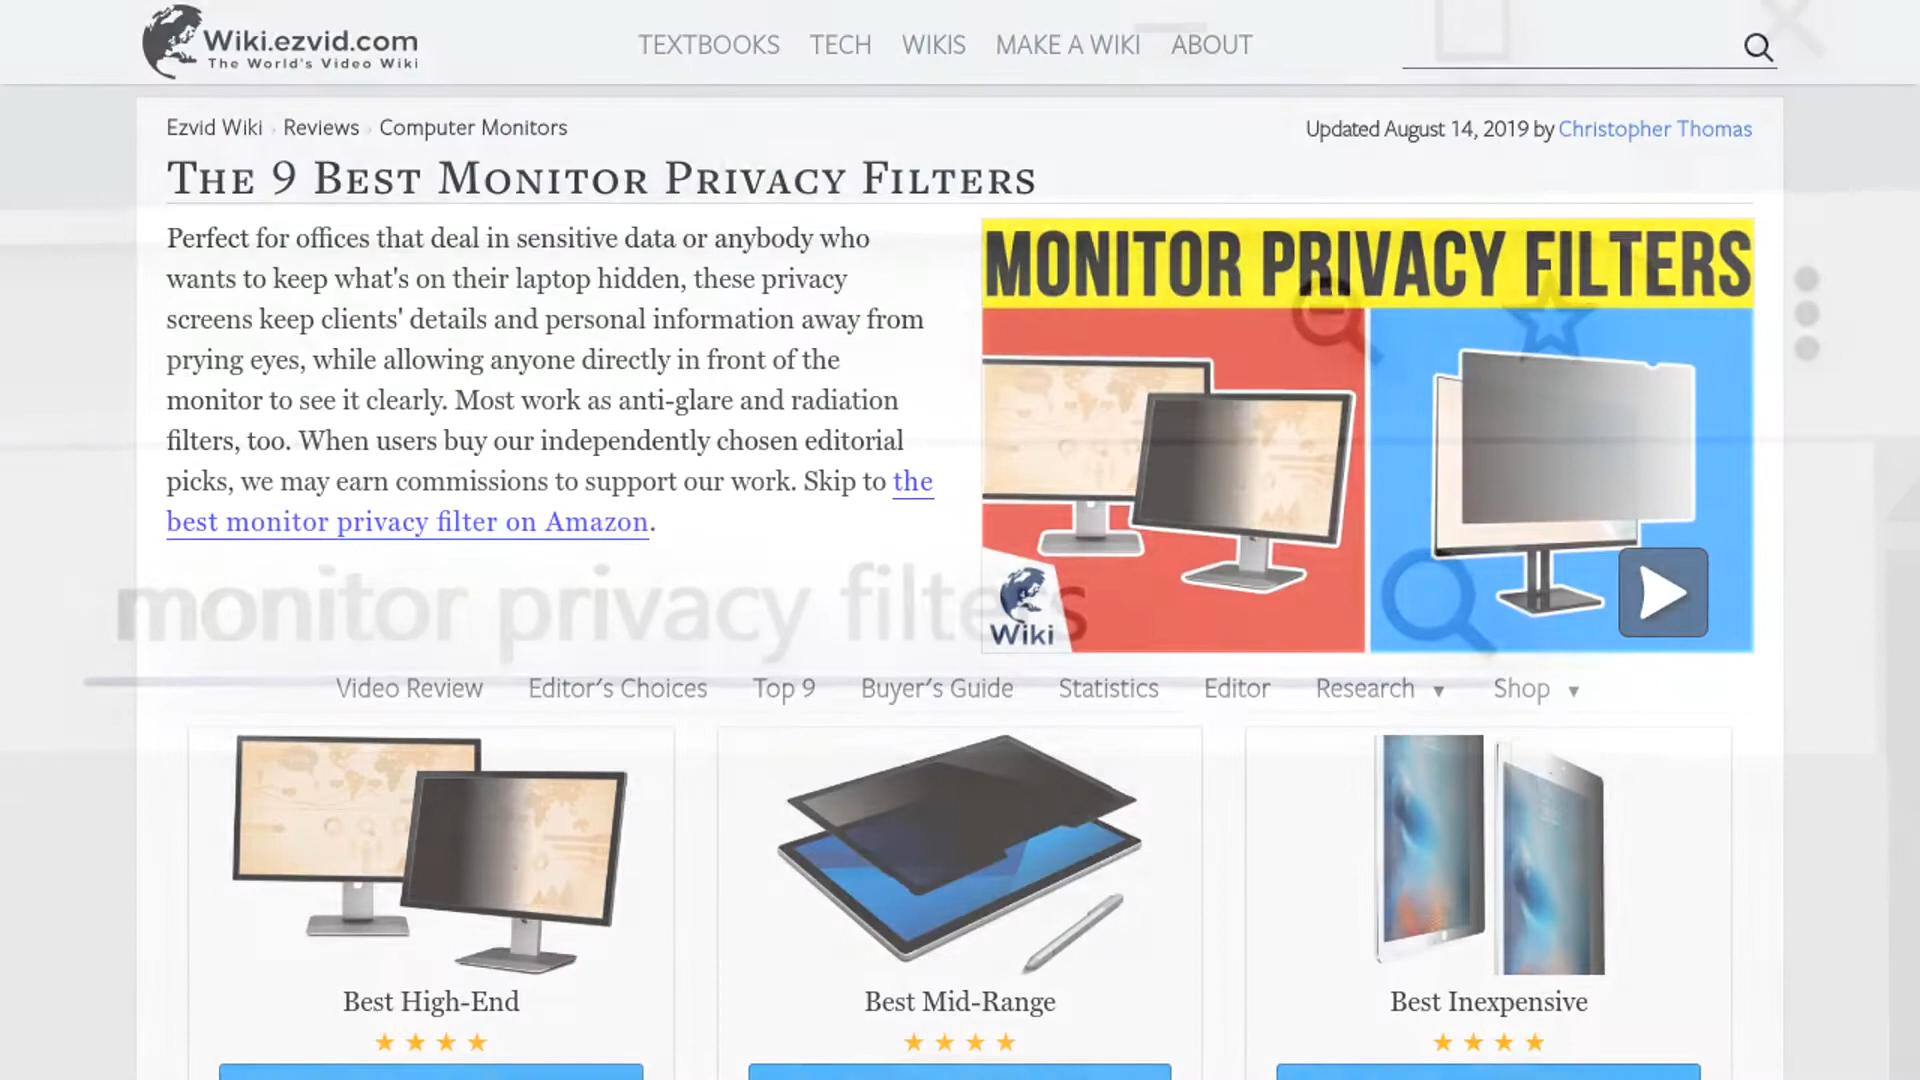 Wiki.ezvid.com
The World's Video Wiki
TEXTBOOKS TECH WIKIS MAKE A WIKI ABOUT
Ezvid Wiki › Reviews › Computer Monitors
Updated August 14, 2019 by Christopher Thomas
The 9 Best Monitor Privacy Filters
Perfect for offices that deal in sensitive data or anybody who
wants to keep what's on their laptop hidden, these privacy
screens keep clients' details and personal information away from
prying eyes, while allowing anyone directly in front of the
monitor to see it clearly. Most work as anti-glare and radiation
filters, too. When users buy our independently chosen editorial
picks, we may earn commissions to support our work. Skip to the
best monitor privacy filter on Amazon.
MONITOR PRIVACY FILTERS
Wiki
monitor privacy filters
Video Review Editor's Choices Top 9 Buyer's Guide Statistics Editor Research ▼ Shop ▼
Best High-End
Best Mid-Range
Best Inexpensive